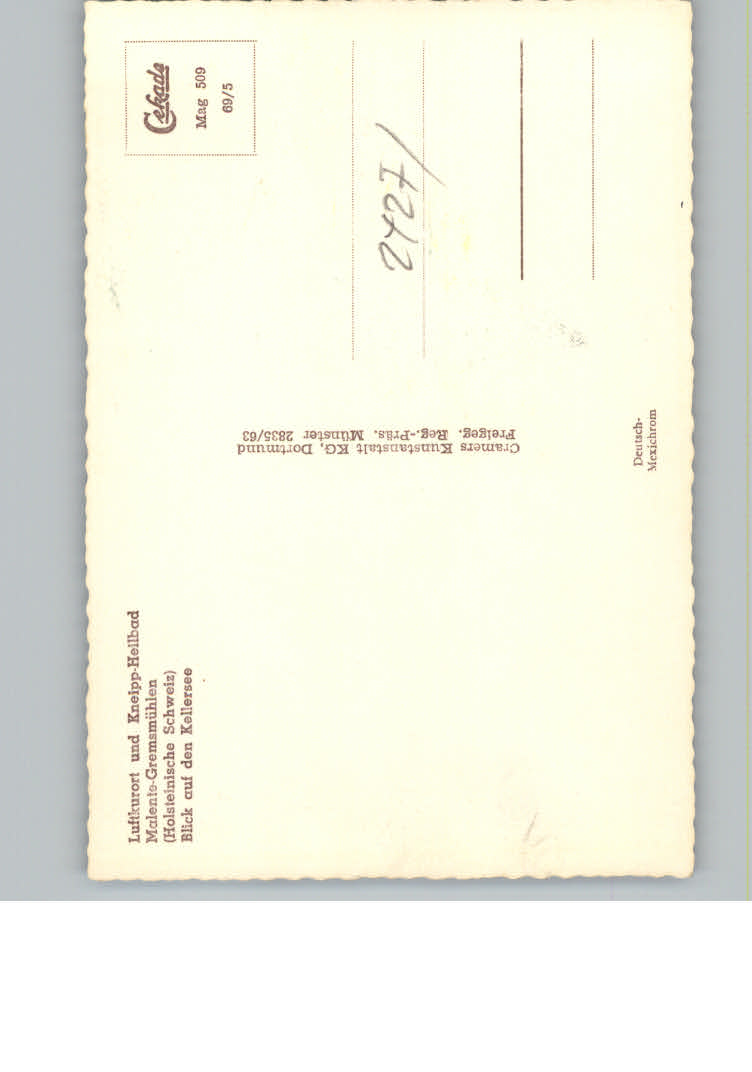 Luftkurort und Kneipp-Heilbad
Malente-Gremsmühlen
(Holsteinische Schweiz)
Blick auf den Kellersee
Cekade
Mag 509
69/5
2427/
Cramers Kunstanstalt KG, Dortmund
Freigeg. Reg.-Präs. Münster 2835/63
Deutsch-
Mexichrom